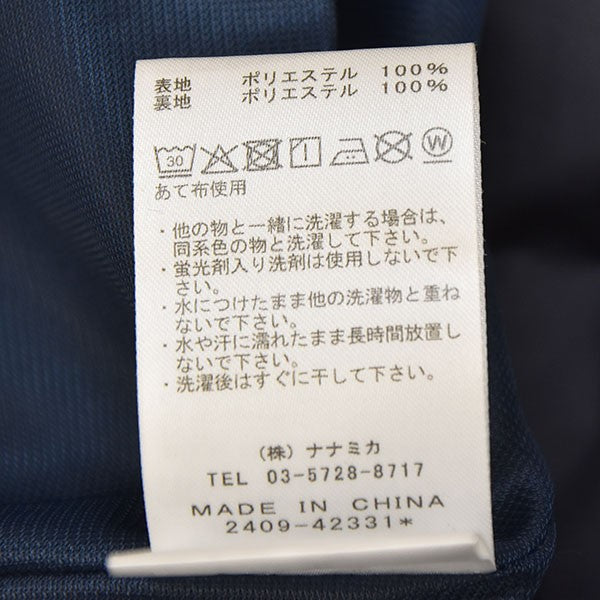 表地 ポリエステル 100%
裏地 ポリエステル 100%
30 W
あて布使用
・他の物と一緒に洗濯する場合は、
同系色の物と洗濯して下さい。
・蛍光剤入り洗剤は使用しないで下
さい。
・水につけたまま他の洗濯物と重ね
ないで下さい。
・水や汗に濡れたまま長時間放置し
ないで下さい。
・洗濯後はすぐに干して下さい。
(株) ナナミカ
TEL 03-5728-8717
MADE IN CHINA
2409-42331*